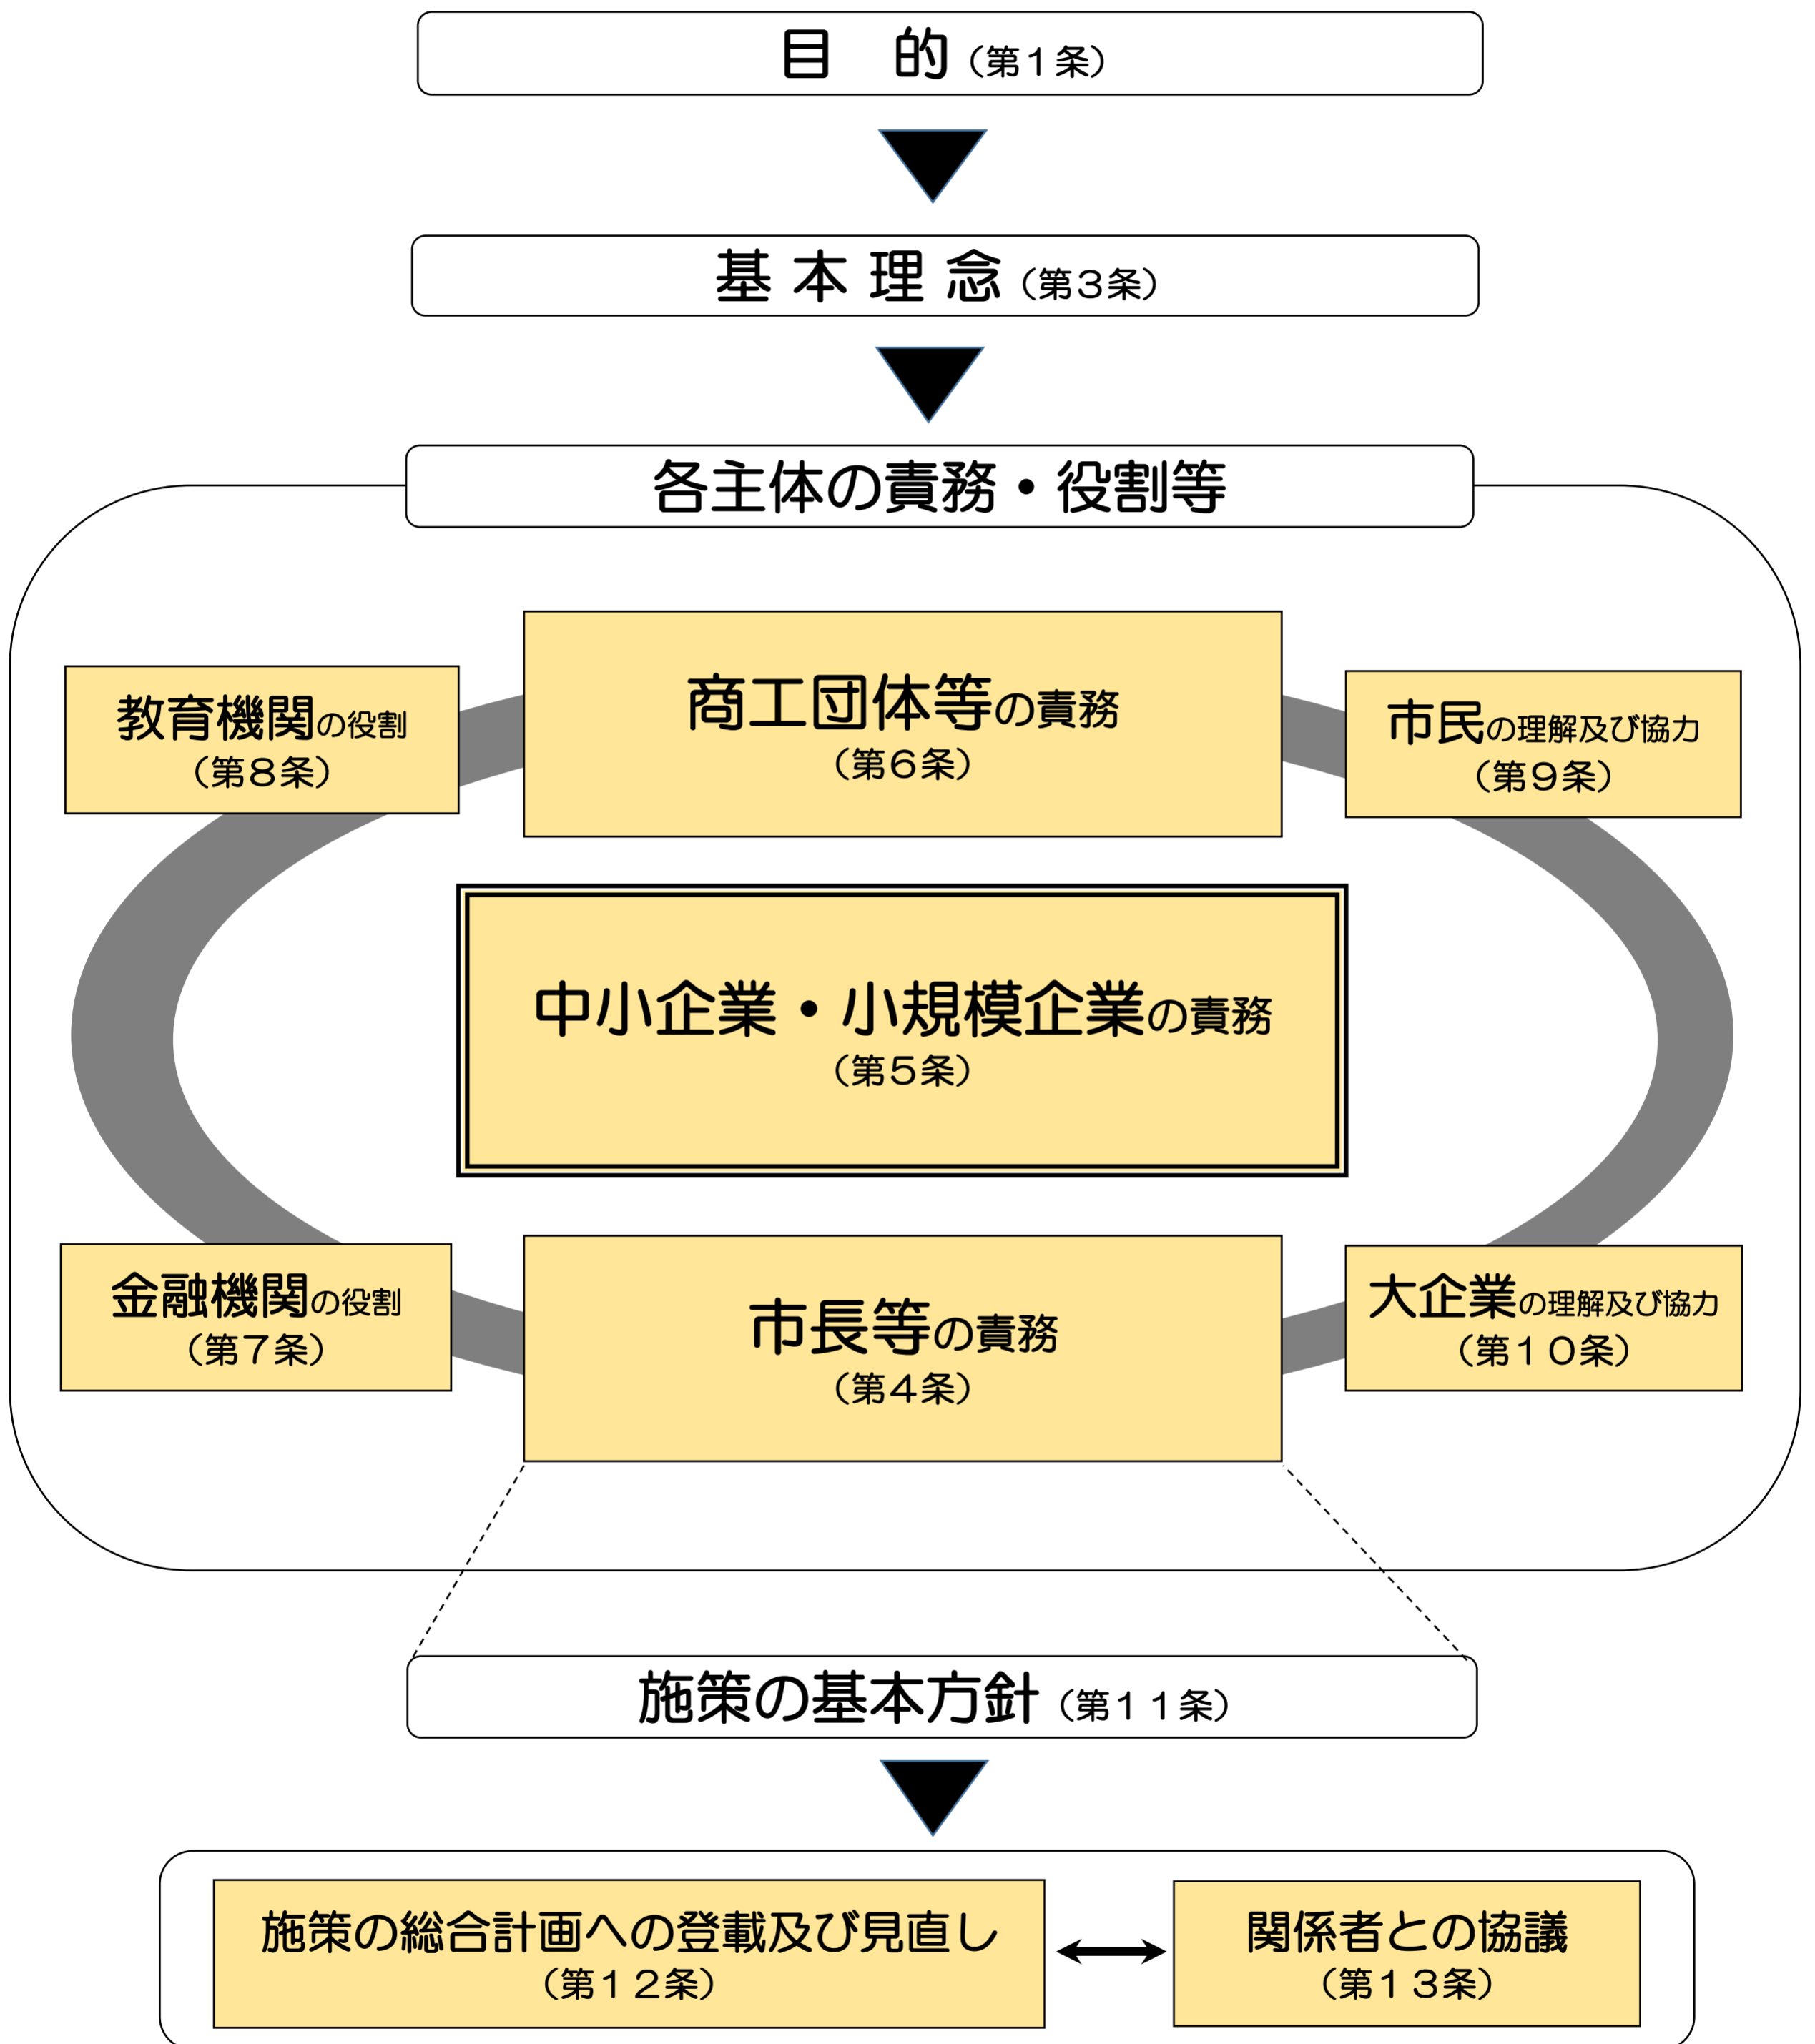 目　的（第１条）
基 本 理 念（第３条）
各主体の責務・役割等
商工団体等の責務
（第６条）
教育機関の役割
（第８条）
市民の理解及び協力
（第９条）
中小企業・小規模企業の責務
（第５条）
金融機関の役割
（第７条）
市長等の責務
（第４条）
大企業の理解及び協力
（第１０条）
施策の基本方針（第１１条）
施策の総合計画への登載及び見直し
（第１２条）
関係者との協議
（第１３条）